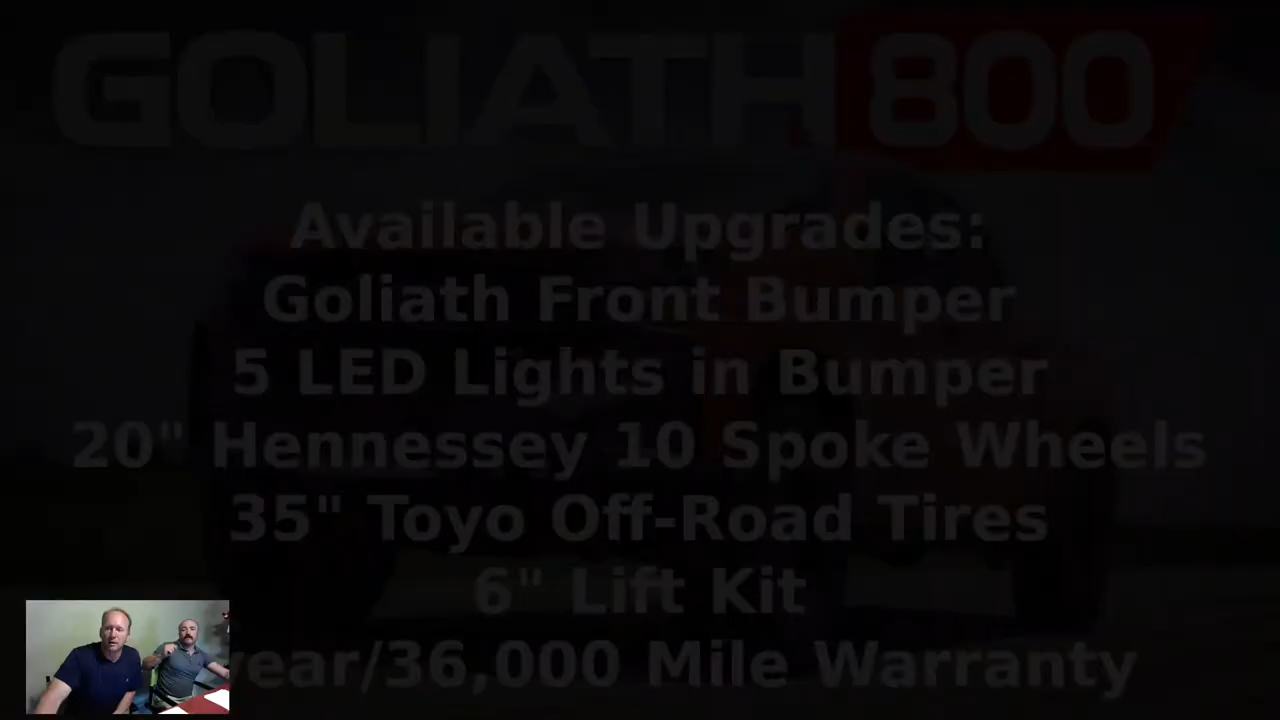 GOLIATH 800
Available Upgrades:
Goliath Front Bumper
5 LED Lights in Bumper
20" Hennessey 10 Spoke Wheels
35" Toyo Off-Road Tires
6" Lift Kit
year/36,000 Mile Warranty